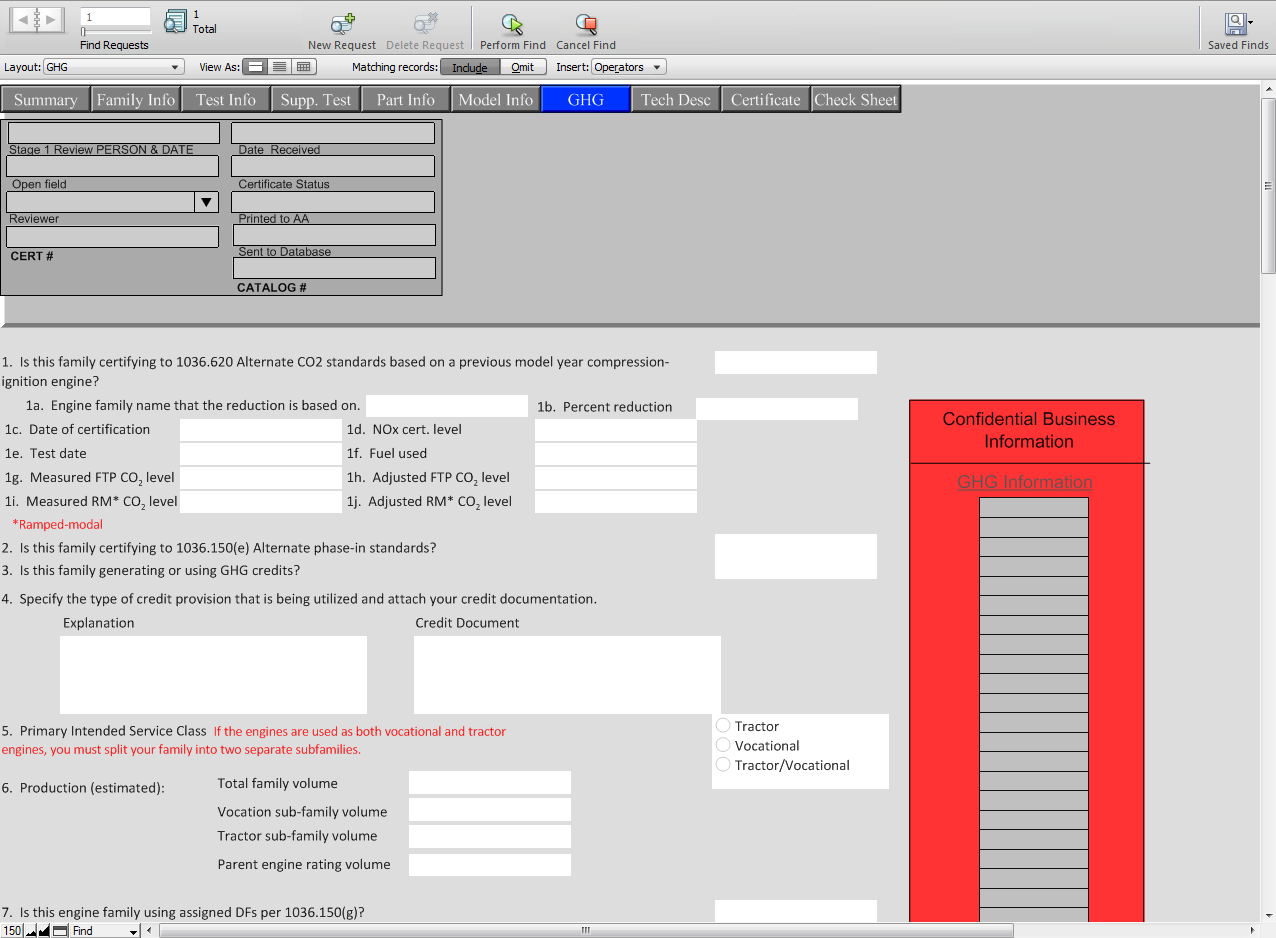 1
Find Requests
1
Total
New Request
Delete Request
Perform Find
Cancel Find
Saved Finds
Layout: GHG
View As:
Matching records: Include Omit
Insert: Operators
Summary
Family Info
Test Info
Supp. Test
Part Info
Model Info
GHG
Tech Desc
Certificate
Check Sheet
Stage 1 Review PERSON & DATE
Date Received
Open field
Certificate Status
Reviewer
Printed to AA
Sent to Database
CERT #
CATALOG #
1. Is this family certifying to 1036.620 Alternate CO2 standards based on a previous model year compression-
ignition engine?
1a. Engine family name that the reduction is based on.
1b. Percent reduction
1c. Date of certification
1d. NOx cert. level
1e. Test date
1f. Fuel used
1g. Measured FTP CO2 level
1h. Adjusted FTP CO2 level
1i. Measured RM* CO2 level
1j. Adjusted RM* CO2 level
*Ramped-modal
2. Is this family certifying to 1036.150(e) Alternate phase-in standards?
3. Is this family generating or using GHG credits?
4. Specify the type of credit provision that is being utilized and attach your credit documentation.
Explanation
Credit Document
5. Primary Intended Service Class If the engines are used as both vocational and tractor
engines, you must split your family into two separate subfamilies.
Tractor
Vocational
Tractor/Vocational
6. Production (estimated):
Total family volume
Vocation sub-family volume
Tractor sub-family volume
Parent engine rating volume
7. Is this engine family using assigned DFs per 1036.150(g)?
Confidential Business
Information
GHG Information
150
Find